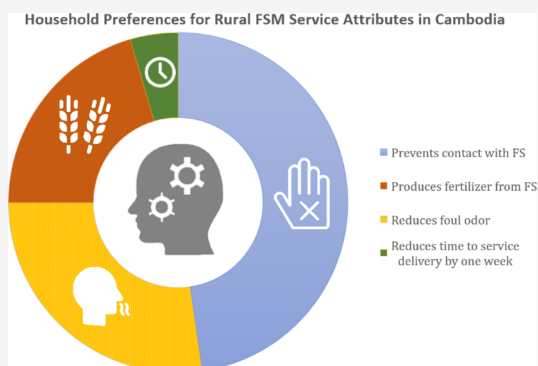 Household Preferences for Rural FSM Service Attributes in Cambodia
Prevents contact with FS
Produces fertilizer from FS
Reduces foul odor
Reduces time to service
delivery by one week